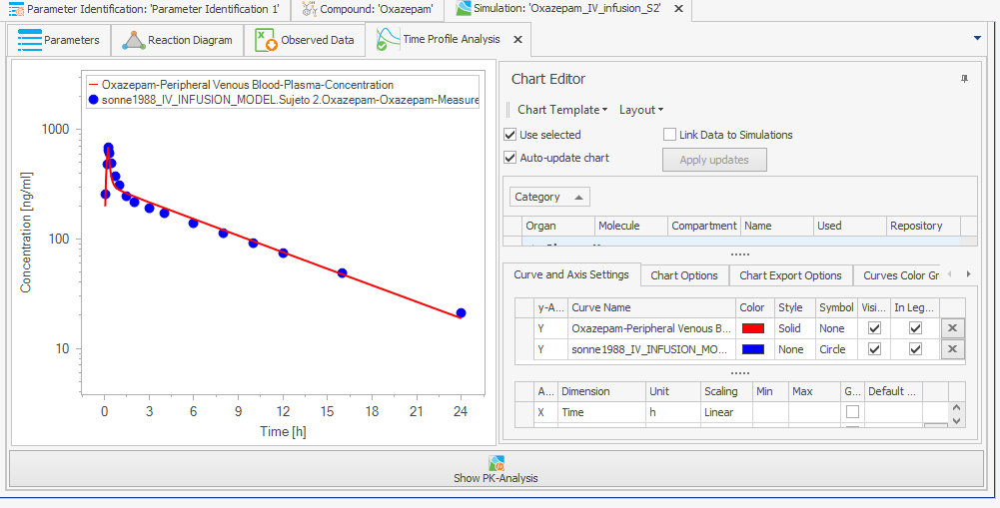 Parameter Identification: 'Parameter Identification 1'
Compound: 'Oxazepam'
Simulation: 'Oxazepam_IV_infusion_S2'
Parameters
Reaction Diagram
Observed Data
Time Profile Analysis
Oxazepam-Peripheral Venous Blood-Plasma-Concentration
sonne1988_IV_INFUSION_MODEL.Sujeto 2.Oxazepam-Oxazepam-Measure
1000
100
10
Concentration [ng/ml]
0 3 6 9 12 15 18 21 24
Time [h]
Chart Editor
Chart Template
Layout
Use selected
Link Data to Simulations
Auto-update chart
Apply updates
Category
Organ Molecule Compartment Name Used Repository
Curve and Axis Settings
Chart Options
Chart Export Options
Curves Color Gr
y-A... Curve Name Color Style Symbol Visi... In Leg...
Y Oxazepam-Peripheral Venous B... Solid None
Y sonne1988_IV_INFUSION_MO... None Circle
A... Dimension Unit Scaling Min Max G... Default ...
X Time h Linear
Show PK-Analysis